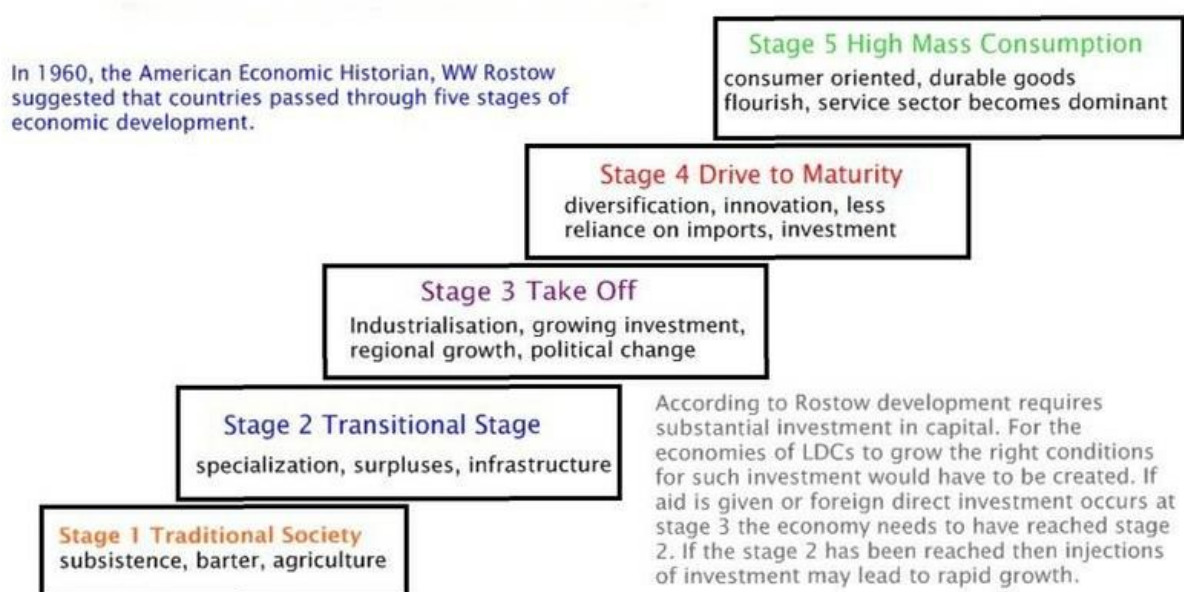 In 1960, the American Economic Historian, WW Rostow
suggested that countries passed through five stages of
economic development.
Stage 5 High Mass Consumption
consumer oriented, durable goods
flourish, service sector becomes dominant
Stage 4 Drive to Maturity
diversification, innovation, less
reliance on imports, investment
Stage 3 Take Off
Industrialisation, growing investment,
regional growth, political change
Stage 2 Transitional Stage
specialization, surpluses, infrastructure
Stage 1 Traditional Society
subsistence, barter, agriculture
According to Rostow development requires
substantial investment in capital. For the
economies of LDCs to grow the right conditions
for such investment would have to be created. If
aid is given or foreign direct investment occurs at
stage 3 the economy needs to have reached stage
2. If the stage 2 has been reached then injections
of investment may lead to rapid growth.